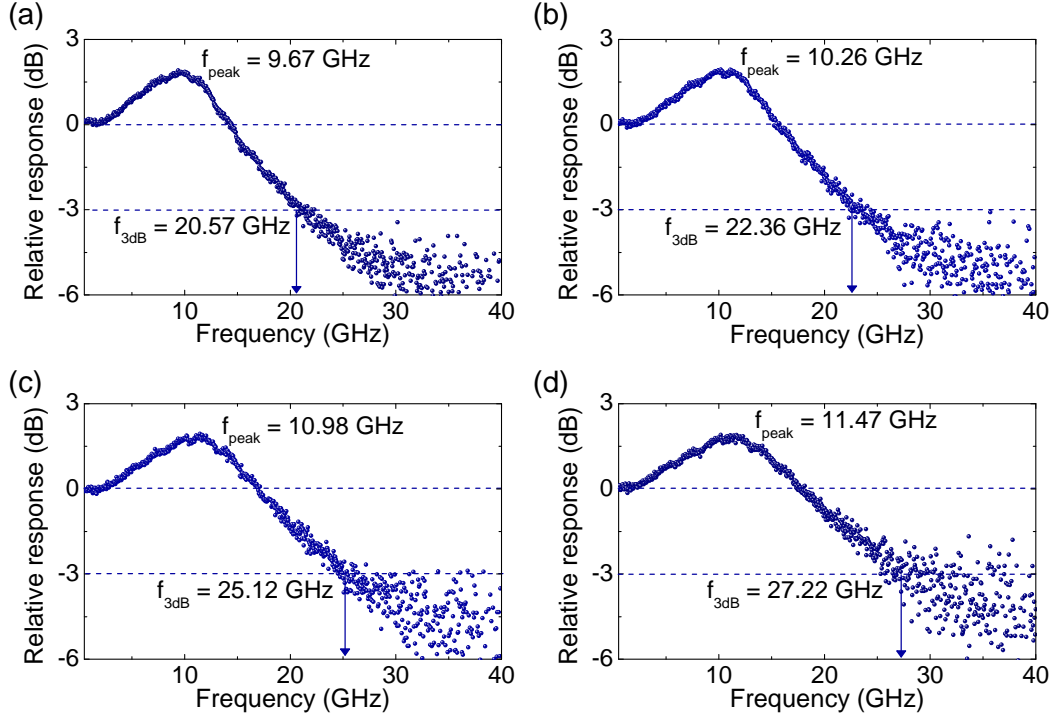 (a)
Relative response (dB)
3
0
-3
-6
f_peak = 9.67 GHz
f_3dB = 20.57 GHz
10 20 30 40
Frequency (GHz)
(b)
Relative response (dB)
3
0
-3
-6
f_peak = 10.26 GHz
f_3dB = 22.36 GHz
10 20 30 40
Frequency (GHz)
(c)
Relative response (dB)
3
0
-3
-6
f_peak = 10.98 GHz
f_3dB = 25.12 GHz
10 20 30 40
Frequency (GHz)
(d)
Relative response (dB)
3
0
-3
-6
f_peak = 11.47 GHz
f_3dB = 27.22 GHz
10 20 30 40
Frequency (GHz)